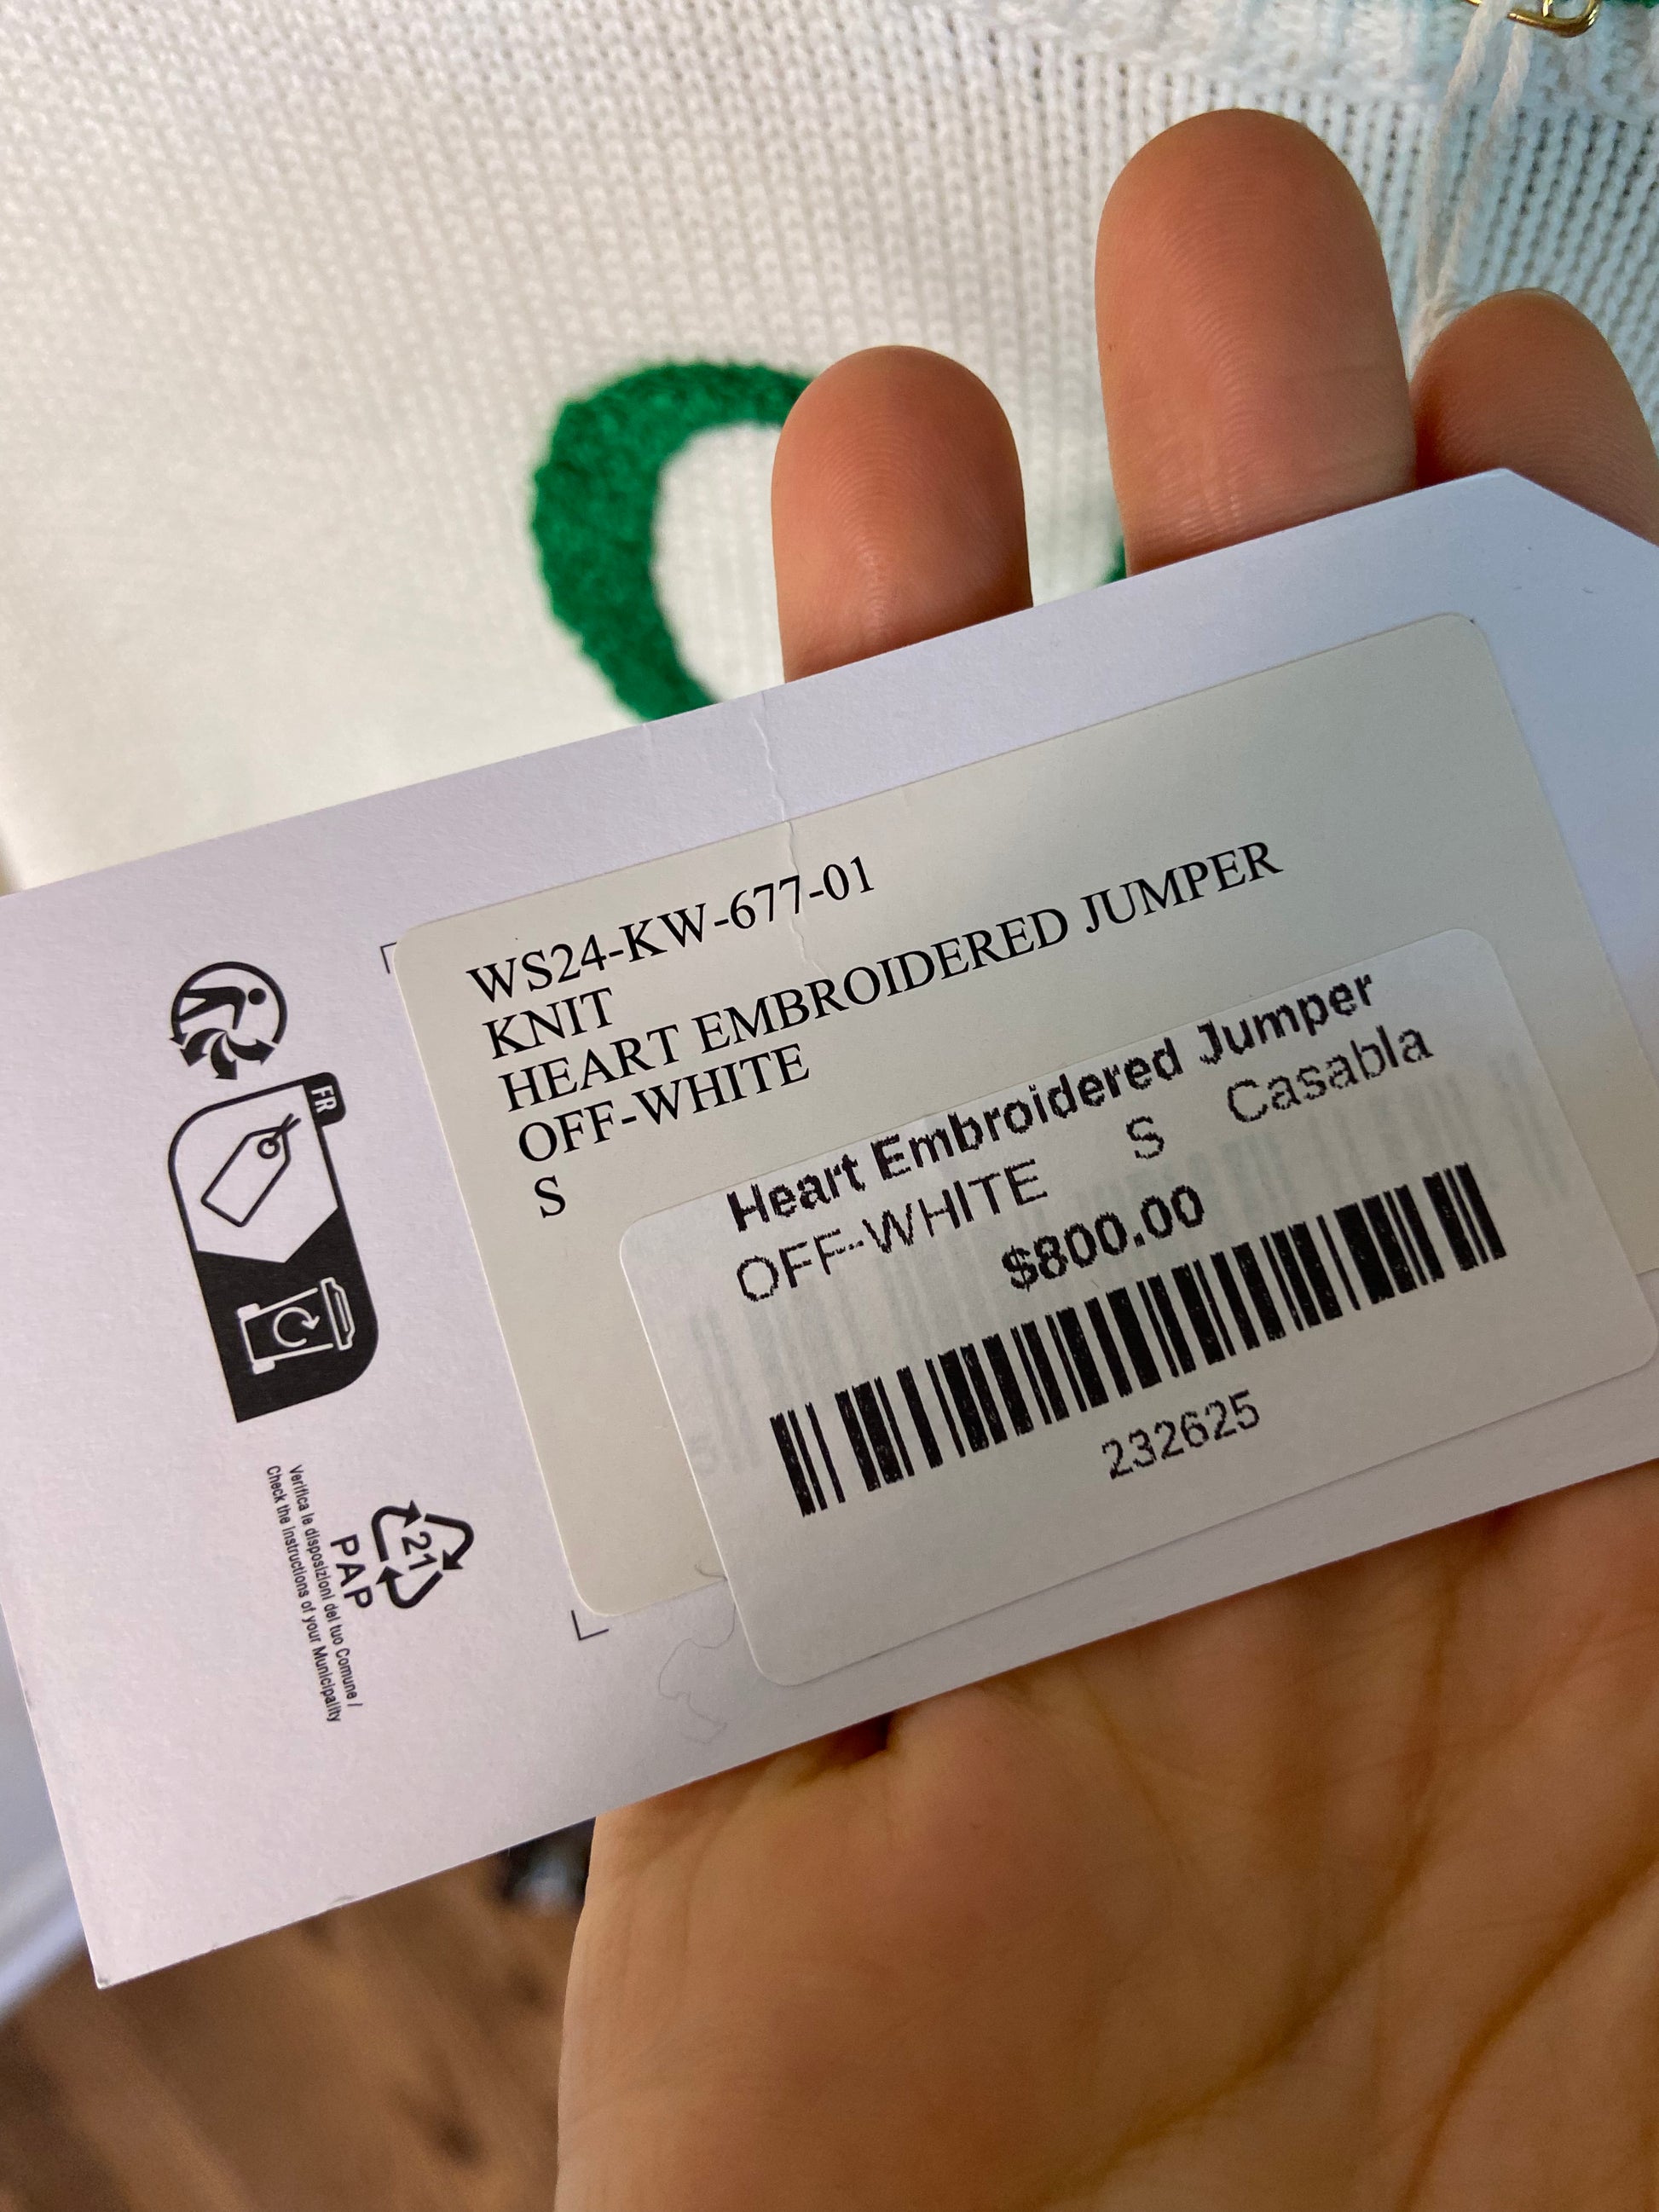 WS24-KW-677-01
KNIT
HEART EMBROIDERED JUMPER
OFF-WHITE
S
Heart Embroidered Jumper
OFF-WHITE S Casabla
$800.00
232625
FR
21
PAP
Verifica le disposizioni del tuo Comune /
Check the instructions of your Municipality